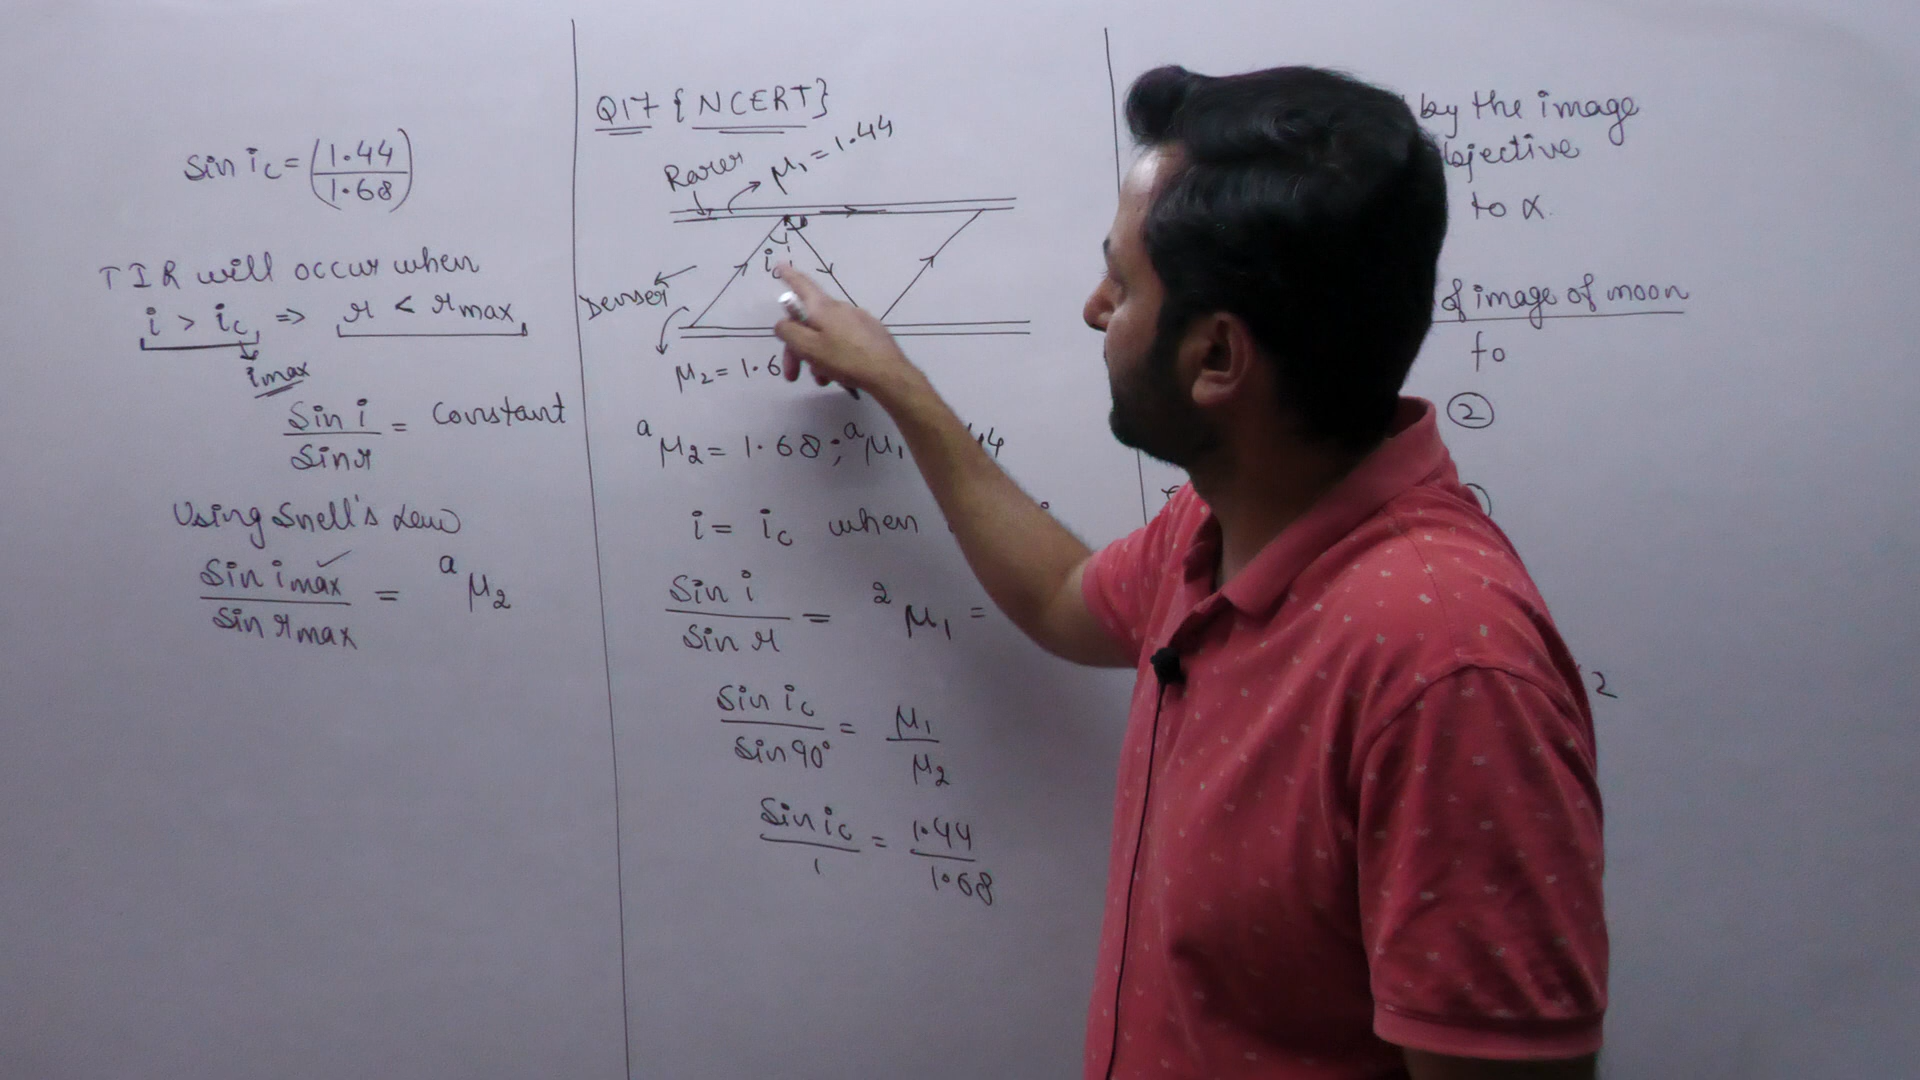 Sin ic = (1.44/1.68)
TIR will occur when
i > ic, => r < rmax
imax
Sin i / Sin r = constant
Using Snell's Law
Sin imax / Sin rmax = ᵃμ₂
Q17 {NCERT}
Rarer μ₁ = 1.44
ic
Denser
μ₂ = 1.6
ᵃμ₂ = 1.68 ; ᵃμ₁
i = ic when
Sin i / Sin r = ²μ₁ =
Sin ic / Sin 90° = μ₁ / μ₂
Sin ic / 1 = 1.44 / 1.68
by the image
bjective
to α.
of image of moon
fo
②
2